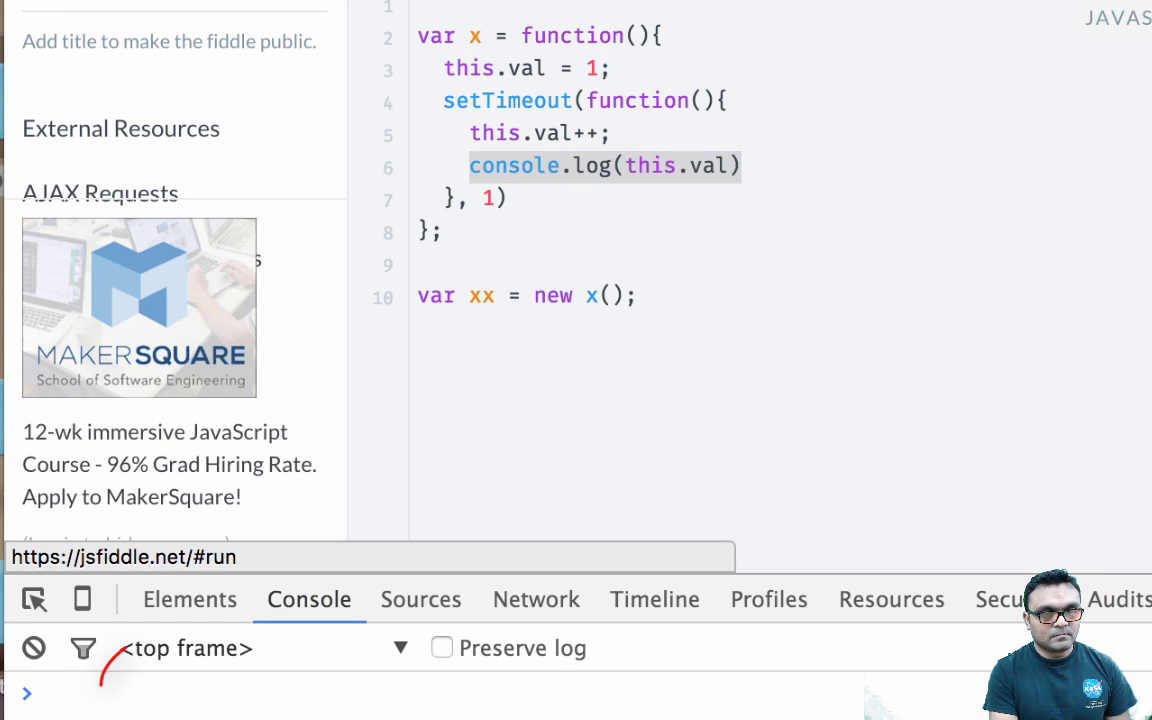 Add title to make the fiddle public.
External Resources
AJAX Requests
s
MAKERSQUARE
School of Software Engineering
12-wk immersive JavaScript
Course - 96% Grad Hiring Rate.
Apply to MakerSquare!
JAVAS
1
2 var x = function(){
3 this.val = 1;
4 setTimeout(function(){
5 this.val++;
6 console.log(this.val)
7 }, 1)
8 };
9
10 var xx = new x();
https://jsfiddle.net/#run
Elements Console Sources Network Timeline Profiles Resources Secu Audits
<top frame> ▼ Preserve log
>